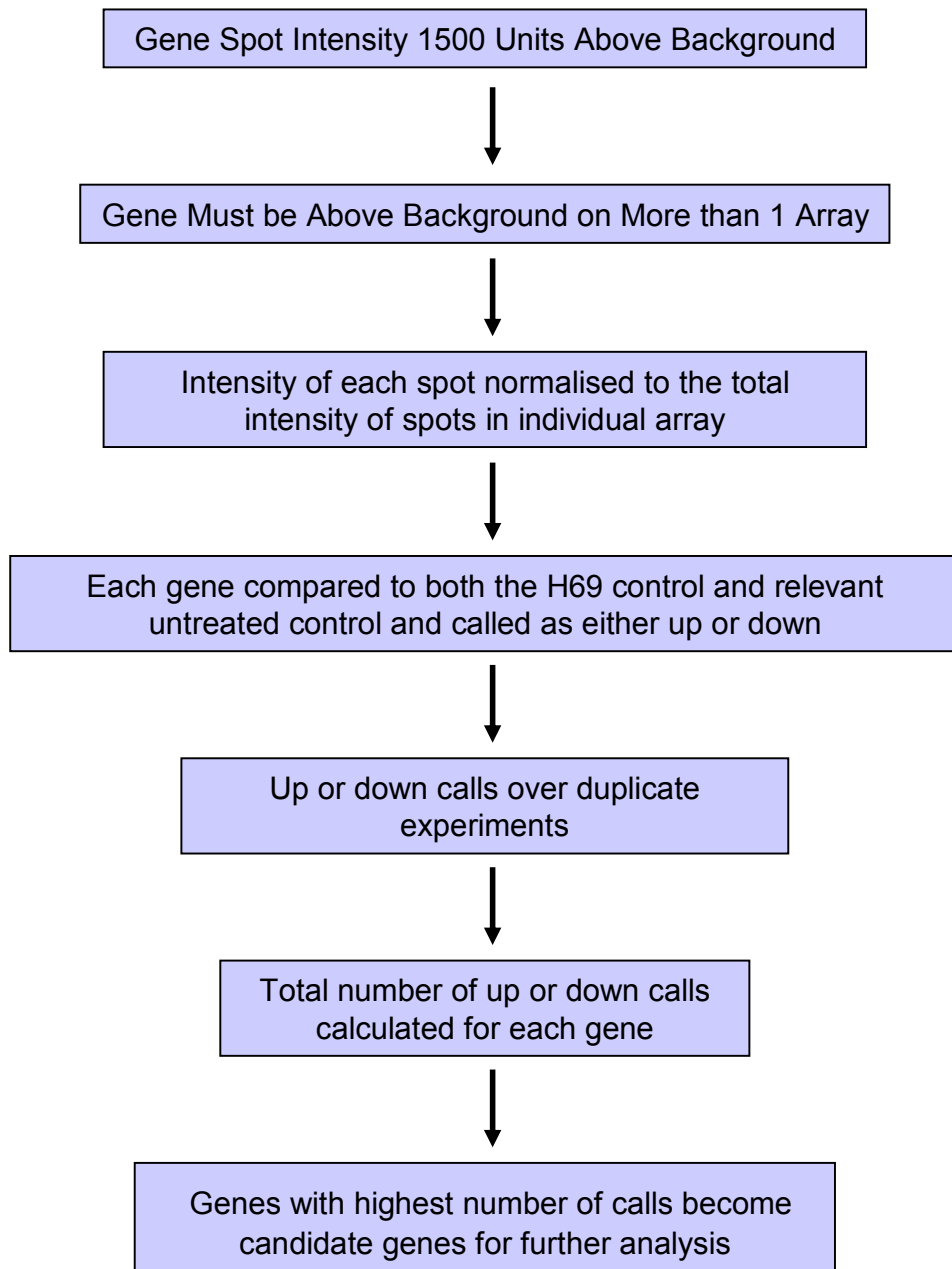 Gene Spot Intensity 1500 Units Above Background
Gene Must be Above Background on More than 1 Array
Intensity of each spot normalised to the total
intensity of spots in individual array
Each gene compared to both the H69 control and relevant
untreated control and called as either up or down
Up or down calls over duplicate
experiments
Total number of up or down calls
calculated for each gene
Genes with highest number of calls become
candidate genes for further analysis